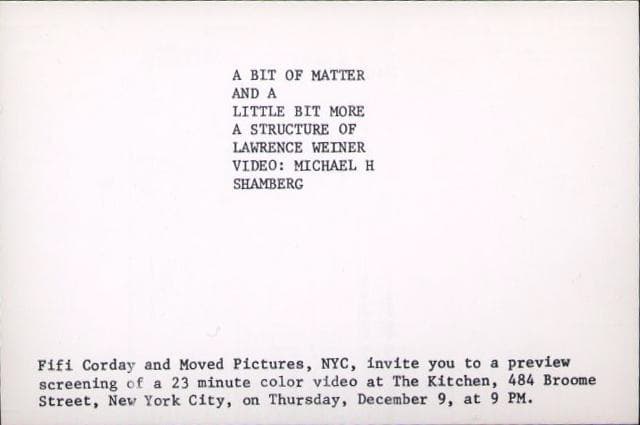 A BIT OF MATTER
AND A
LITTLE BIT MORE
A STRUCTURE OF
LAWRENCE WEINER
VIDEO: MICHAEL H
SHAMBERG
Fifi Corday and Moved Pictures, NYC, invite you to a preview
screening of a 23 minute color video at The Kitchen, 484 Broome
Street, New York City, on Thursday, December 9, at 9 PM.